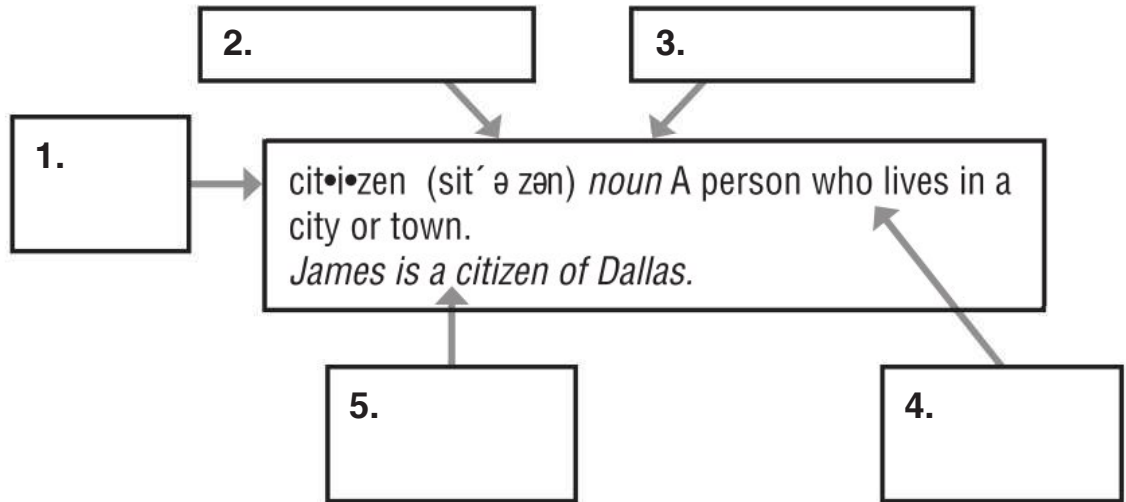 2.
3.
1.
cit•i•zen (sit´ ə zən) noun A person who lives in a
city or town.
James is a citizen of Dallas.
5.
4.